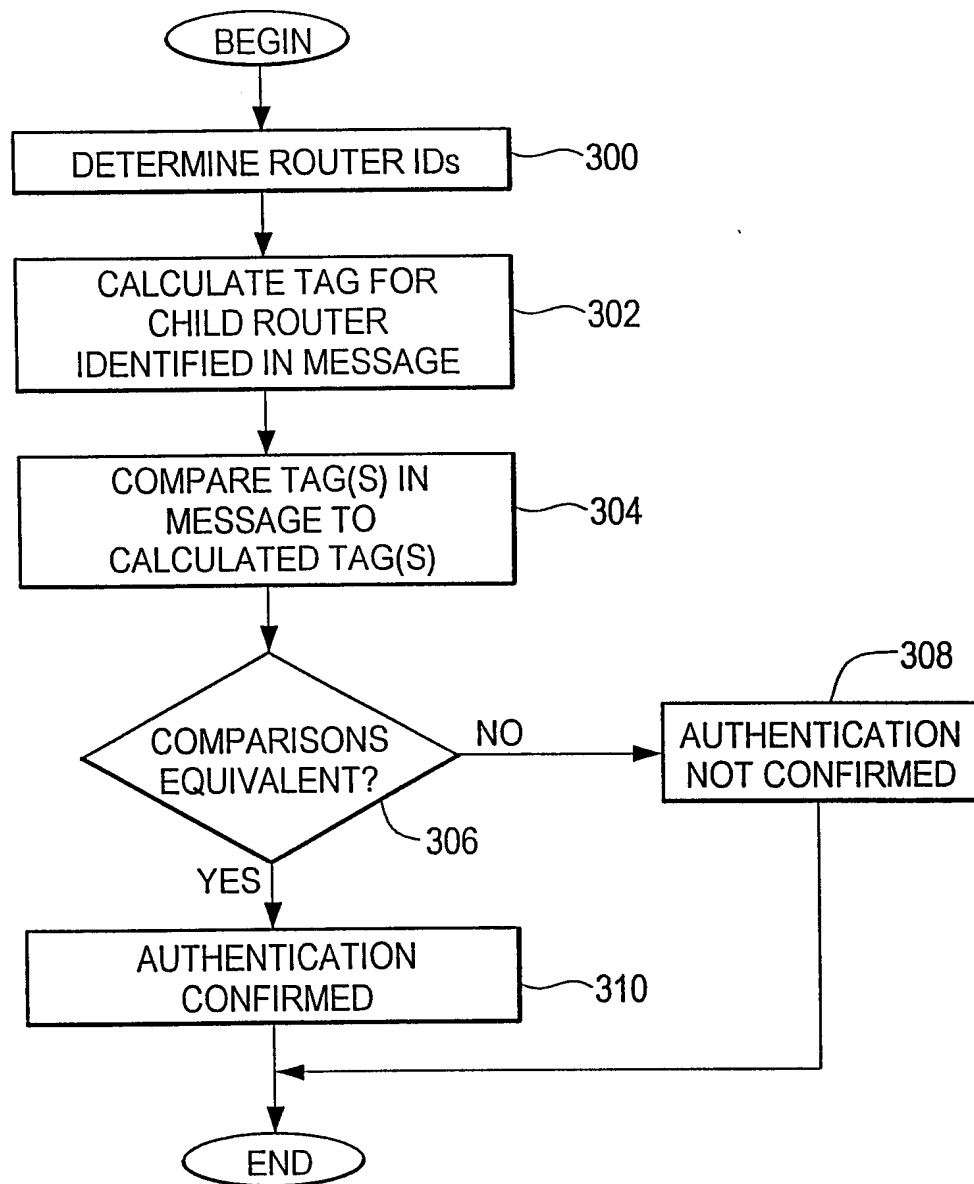 BEGIN
DETERMINE ROUTER IDs
300
CALCULATE TAG FOR
CHILD ROUTER
IDENTIFIED IN MESSAGE
302
COMPARE TAG(S) IN
MESSAGE TO
CALCULATED TAG(S)
304
COMPARISONS
EQUIVALENT?
306
NO
308
AUTHENTICATION
NOT CONFIRMED
YES
AUTHENTICATION
CONFIRMED
310
END